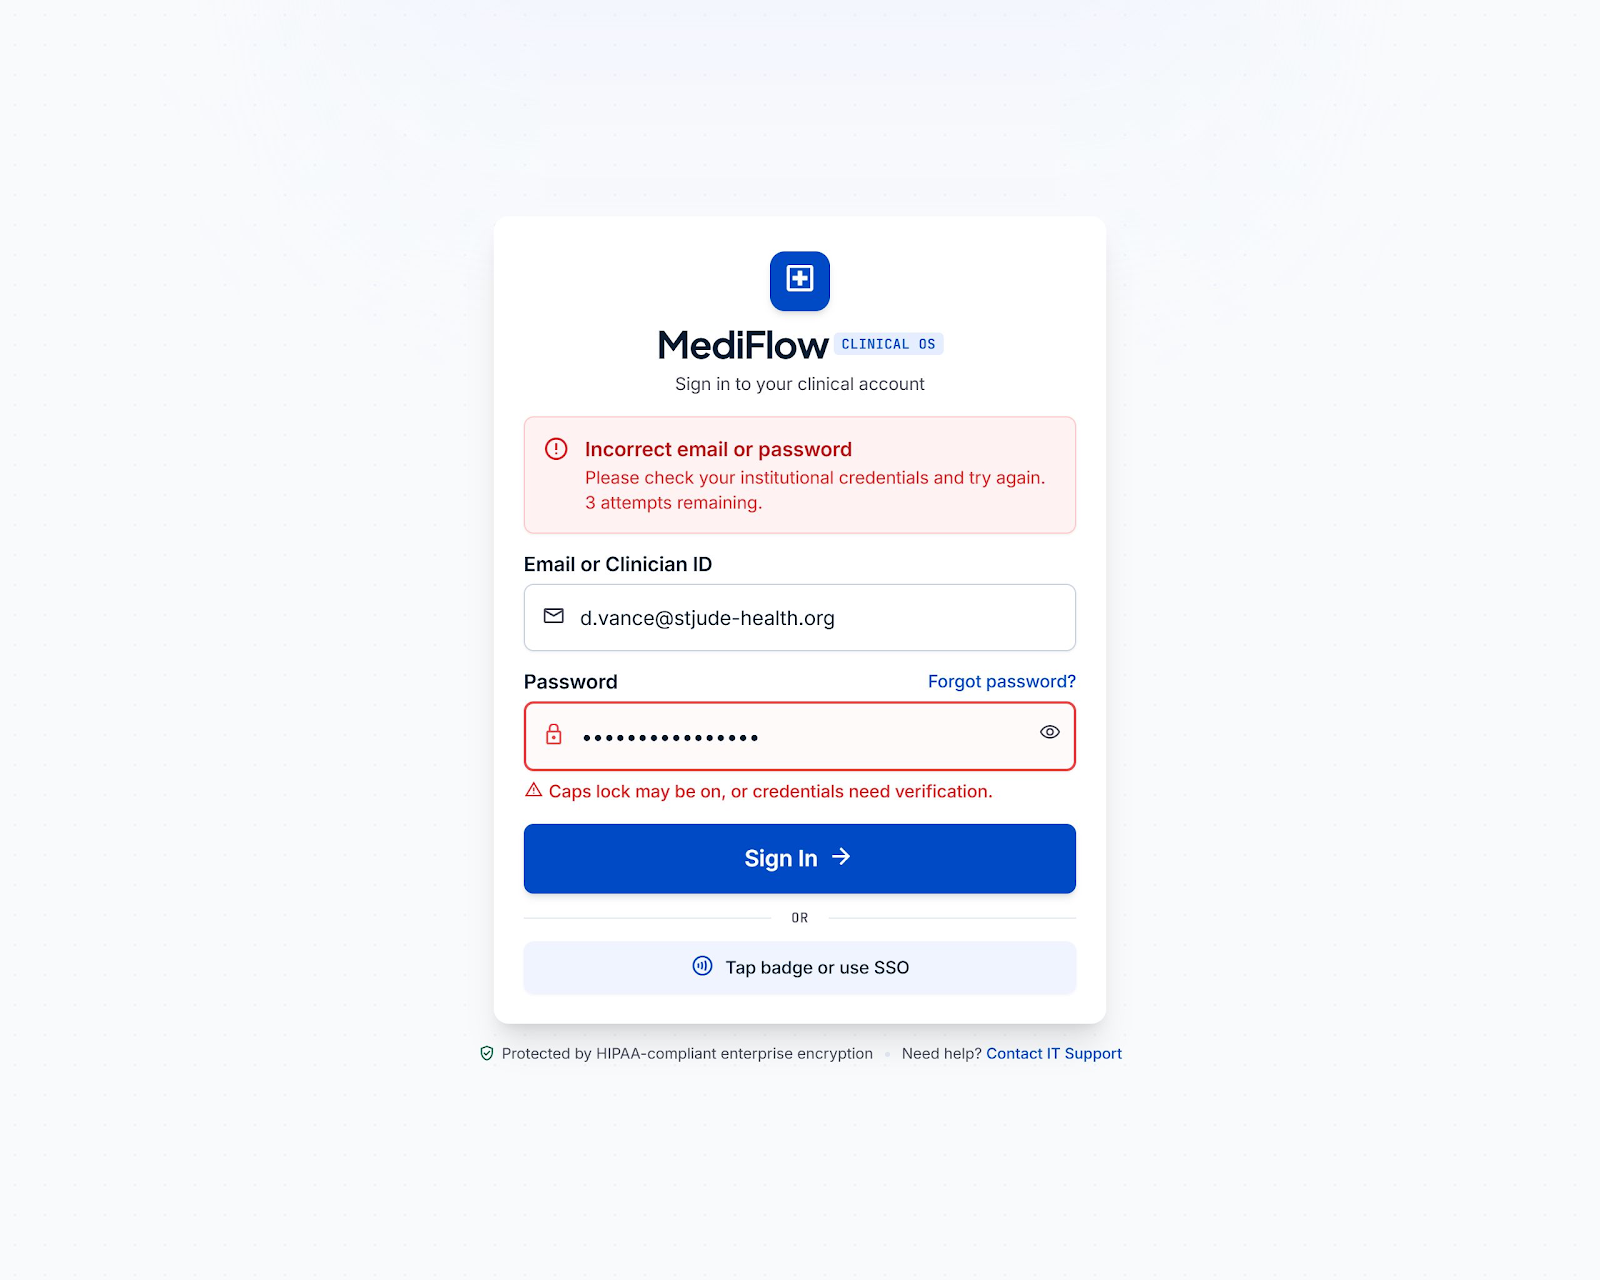 MediFlow CLINICAL OS
Sign in to your clinical account
Incorrect email or password
Please check your institutional credentials and try again.
3 attempts remaining.
Email or Clinician ID
d.vance@stjude-health.org
Password Forgot password?
••••••••••••••••
Caps lock may be on, or credentials need verification.
Sign In →
OR
Tap badge or use SSO
Protected by HIPAA-compliant enterprise encryption • Need help? Contact IT Support